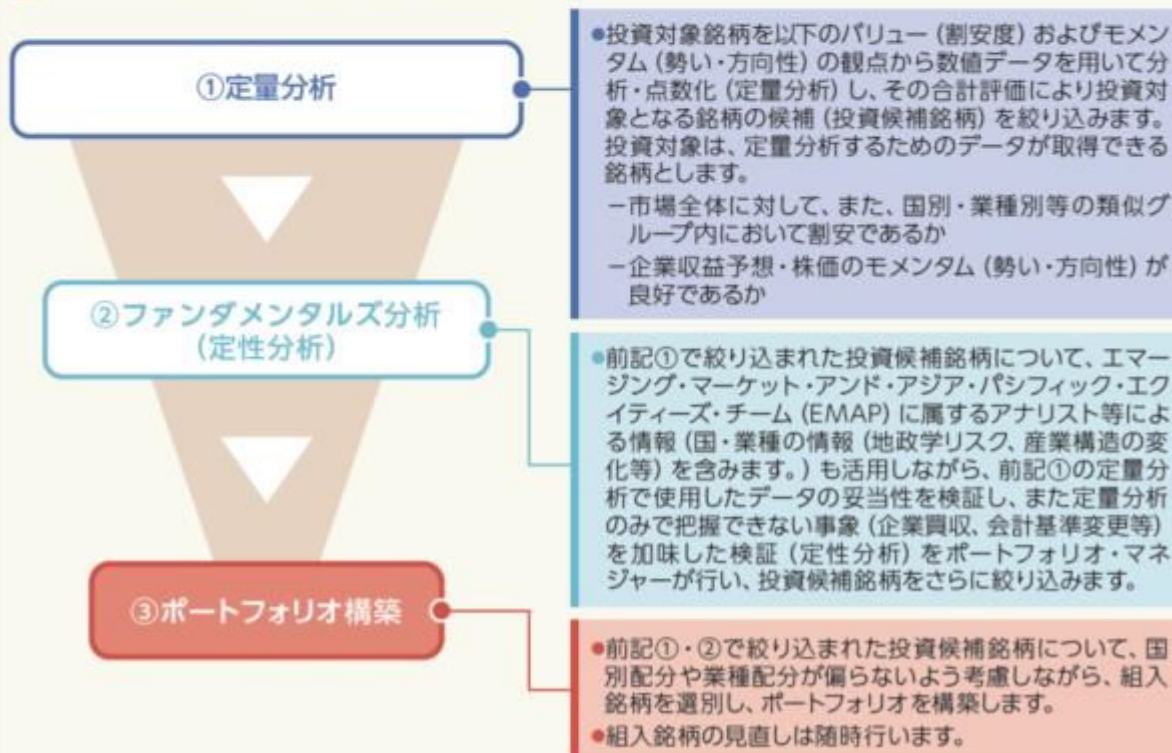 ①定量分析
●投資対象銘柄を以下のバリュー（割安度）およびモメン
タム（勢い・方向性）の観点から数値データを用いて分
析・点数化（定量分析）し、その合計評価により投資対
象となる銘柄の候補（投資候補銘柄）を絞り込みます。
投資対象は、定量分析するためのデータが取得できる
銘柄とします。
－市場全体に対して、また、国別・業種別等の類似グ
ループ内において割安であるか
－企業収益予想・株価のモメンタム（勢い・方向性）が
良好であるか
②ファンダメンタルズ分析
（定性分析）
●前記①で絞り込まれた投資候補銘柄について、エマー
ジング・マーケット・アンド・アジア・パシフィック・エク
イティーズ・チーム（EMAP）に属するアナリスト等によ
る情報（国・業種の情報（地政学リスク、産業構造の変
化等）を含みます。）も活用しながら、前記①の定量分
析で使用したデータの妥当性を検証し、また定量分析
のみで把握できない事象（企業買収、会計基準変更等）
を加味した検証（定性分析）をポートフォリオ・マネ
ジャーが行い、投資候補銘柄をさらに絞り込みます。
③ポートフォリオ構築
●前記①・②で絞り込まれた投資候補銘柄について、国
別配分や業種配分が偏らないよう考慮しながら、組入
銘柄を選別し、ポートフォリオを構築します。
●組入銘柄の見直しは随時行います。